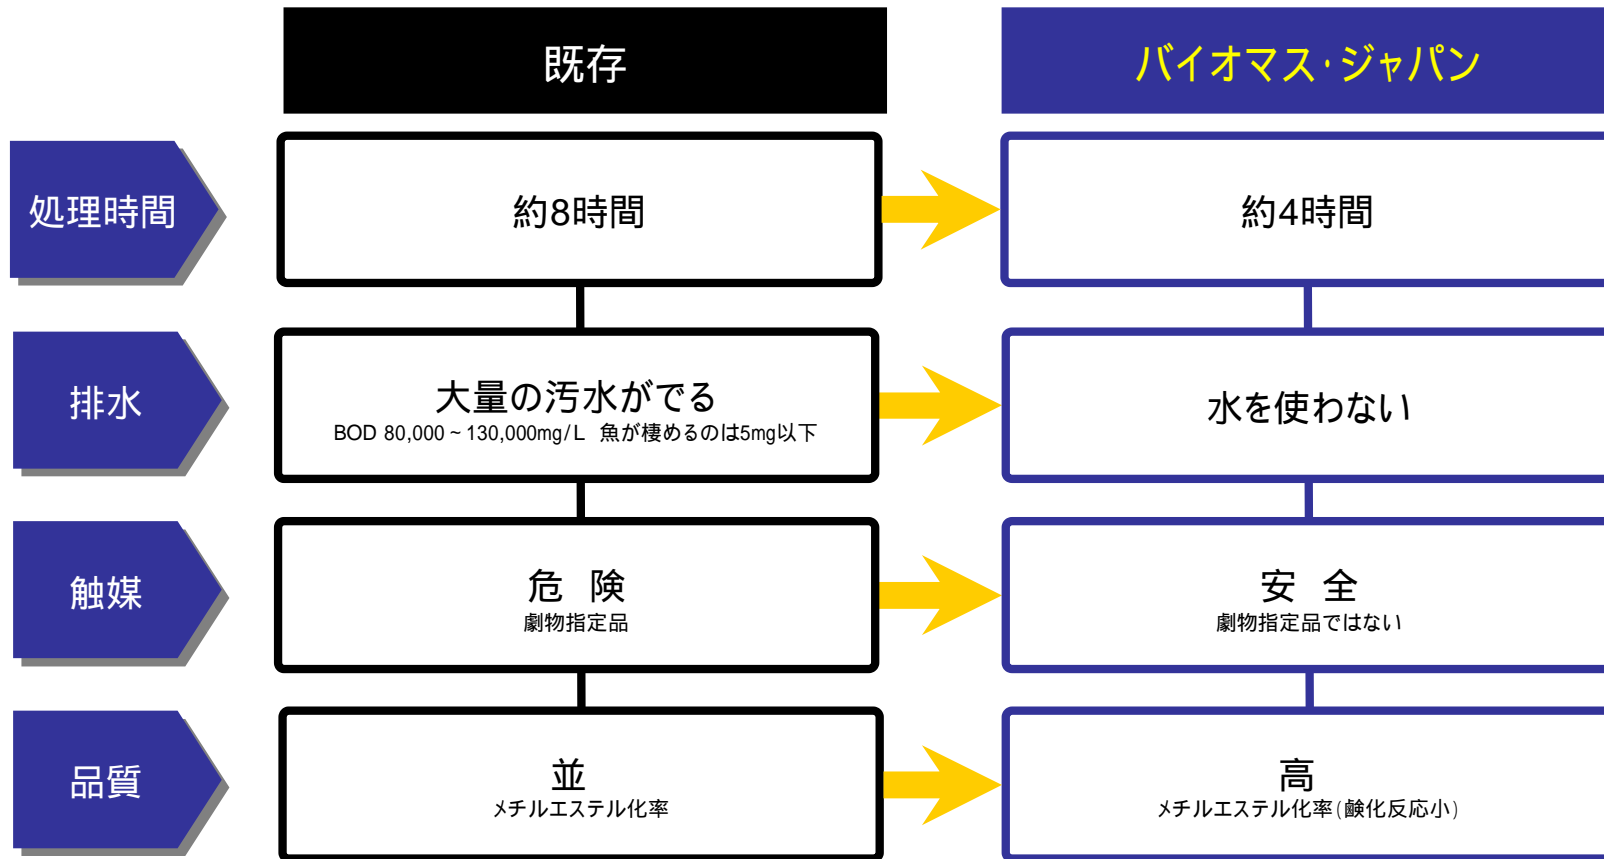 既存
バイオマス・ジャパン
処理時間
約8時間
約4時間
排水
大量の汚水がでる
BOD 80,000~130,000mg/L 魚が棲めるのは5mg以下
水を使わない
触媒
危 険
劇物指定品
安 全
劇物指定品ではない
品質
並
メチルエステル化率
高
メチルエステル化率(鹸化反応小)